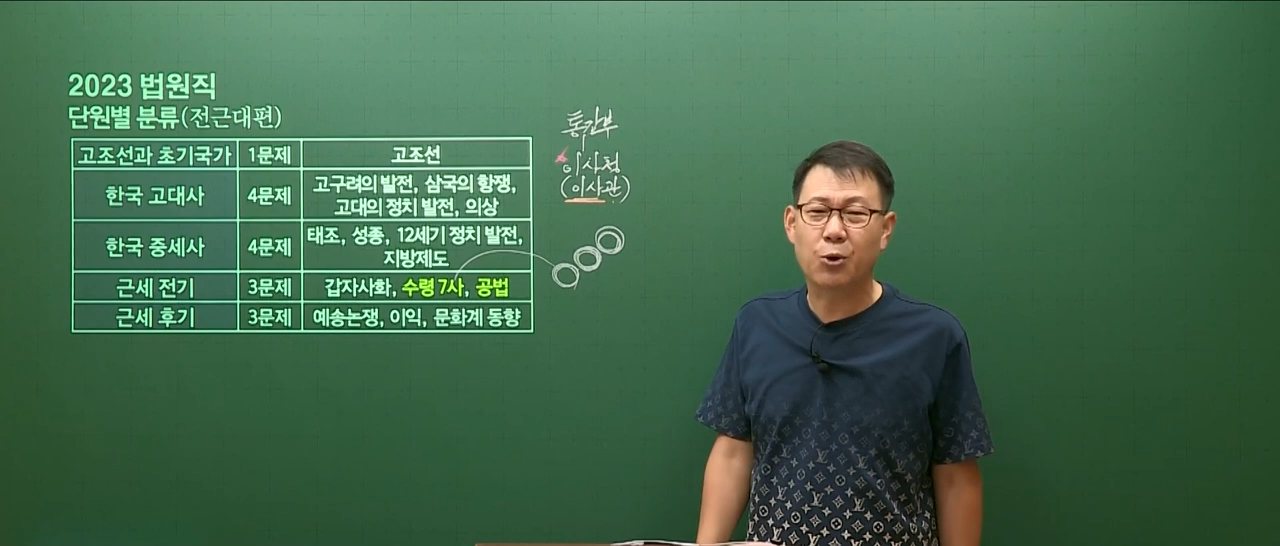 2023 법원직
단원별 분류(전근대편)
고조선과 초기국가 1문제 고조선
한국 고대사 4문제 고구려의 발전, 삼국의 항쟁,
고대의 정치 발전, 의상
한국 중세사 4문제 태조, 성종, 12세기 정치 발전,
지방제도
근세 전기 3문제 갑자사화, 수령 7사, 공법
근세 후기 3문제 예송논쟁, 이익, 문화계 동향
통감부
이사청
(이사관)